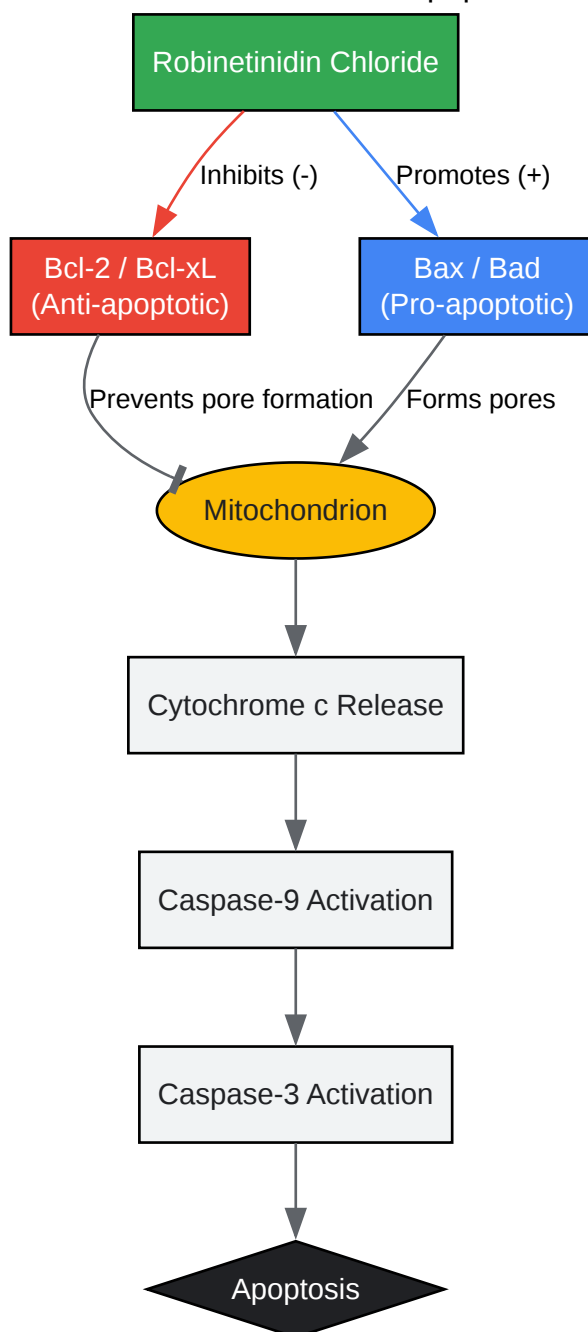 Robinetinidin Chloride
Inhibits (-)
Promotes (+)
Bcl-2 / Bcl-xL
(Anti-apoptotic)
Bax / Bad
(Pro-apoptotic)
Prevents pore formation
Forms pores
Mitochondrion
Cytochrome c Release
Caspase-9 Activation
Caspase-3 Activation
Apoptosis